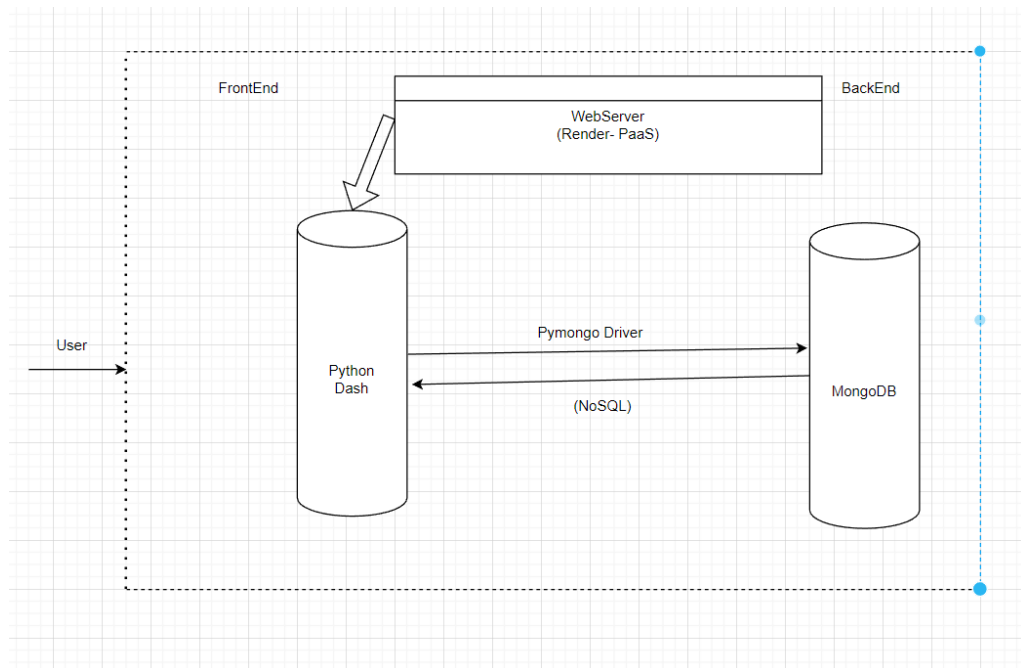 FrontEnd
BackEnd
WebServer
(Render- PaaS)
User
Pymongo Driver
Python
Dash
MongoDB
(NoSQL)